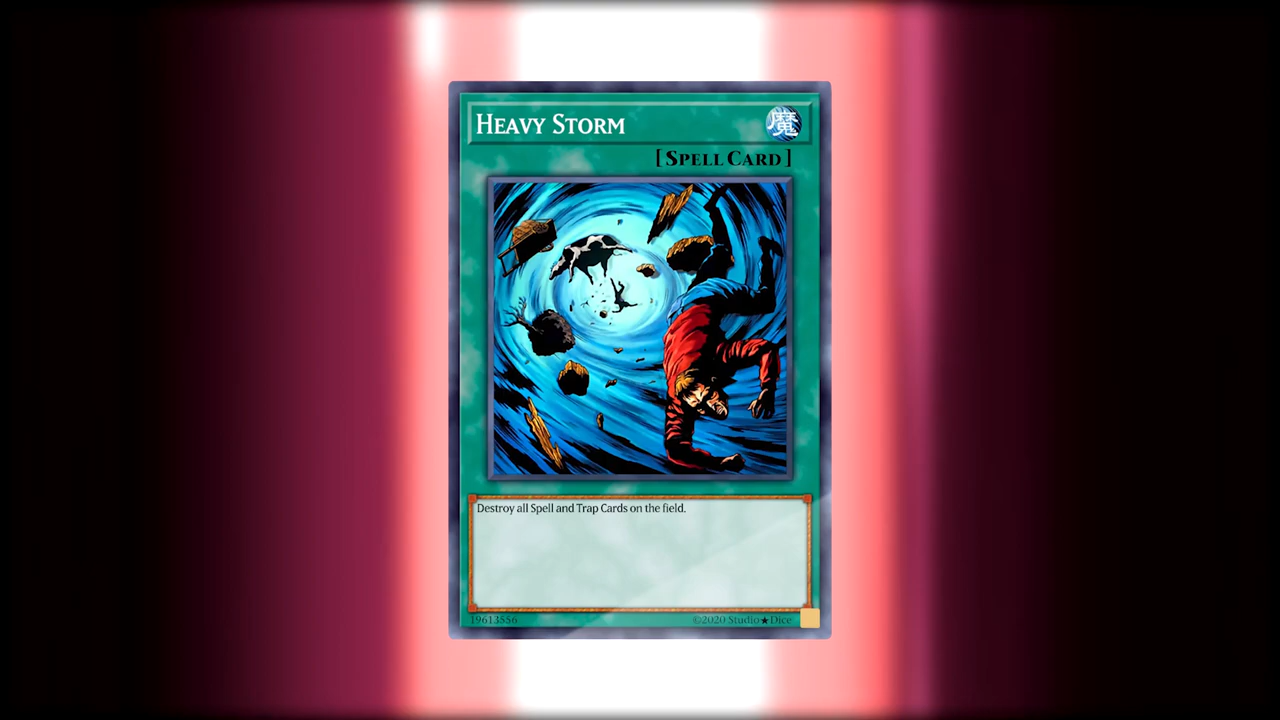 HEAVY STORM
魔
[SPELL CARD]
Destroy all Spell and Trap Cards on the field.
19613556
©2020 Studio★Dice